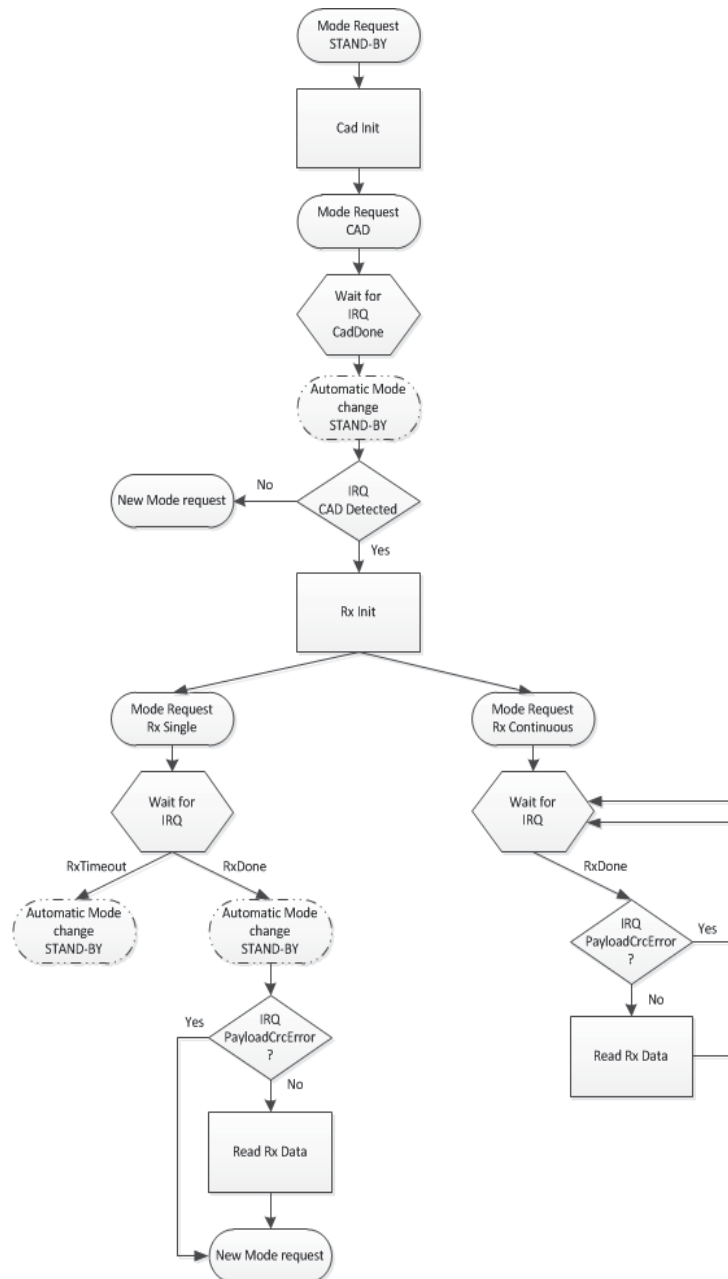 Mode Request
STAND-BY
Cad Init
Mode Request
CAD
Wait for
IRQ
CadDone
Automatic Mode
change
STAND-BY
IRQ
CAD Detected
No
New Mode request
Yes
Rx Init
Mode Request
Rx Single
Wait for
IRQ
RxTimeout
RxDone
Automatic Mode
change
STAND-BY
Automatic Mode
change
STAND-BY
IRQ
PayloadCrcError
?
Yes
No
Read Rx Data
New Mode request
Mode Request
Rx Continuous
Wait for
IRQ
RxDone
IRQ
PayloadCrcError
?
Yes
No
Read Rx Data